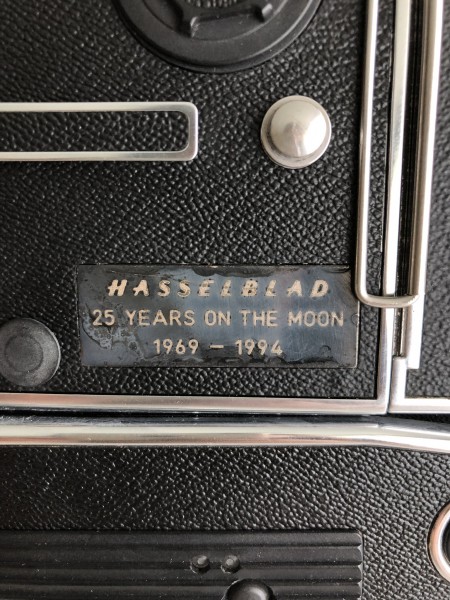 HASSELBLAD
25 YEARS ON THE MOON
1969 – 1994